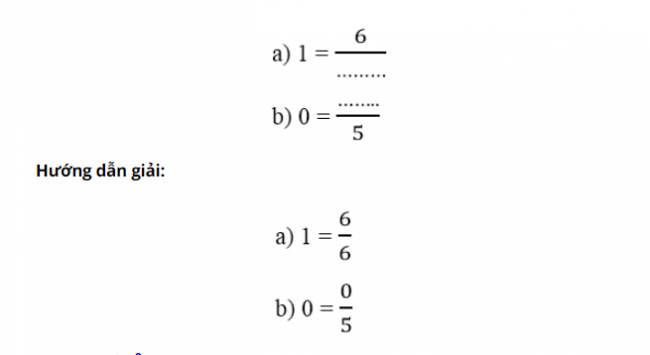 a) 1 = 6/.........
b) 0 = ......../5
Hướng dẫn giải:
a) 1 = 6/6
b) 0 = 0/5